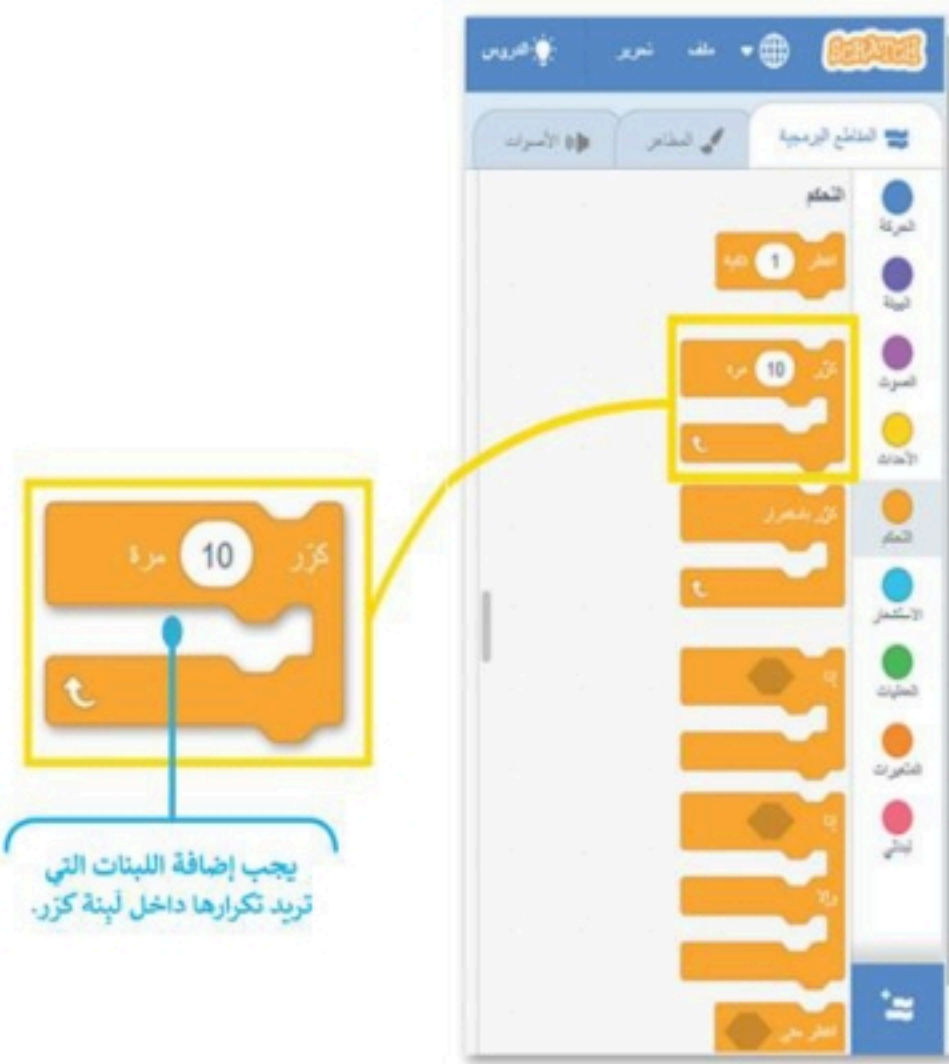 SCRATCH
ملف
تحرير
الدروس
المقاطع البرمجية
المظاهر
الأصوات
التحكم
انتظر 1 ثانية
كرّر 10 مرة
كرّر باستمرار
إذا
إذا
وإلا
انتظر حتى
الحركة
الهيئة
الصوت
الأحداث
التحكم
الاستشعار
العمليات
المتغيرات
لبناتي
كرّر 10 مرة
يجب إضافة اللبنات التي
تريد تكرارها داخل لَبِنة كرّر.